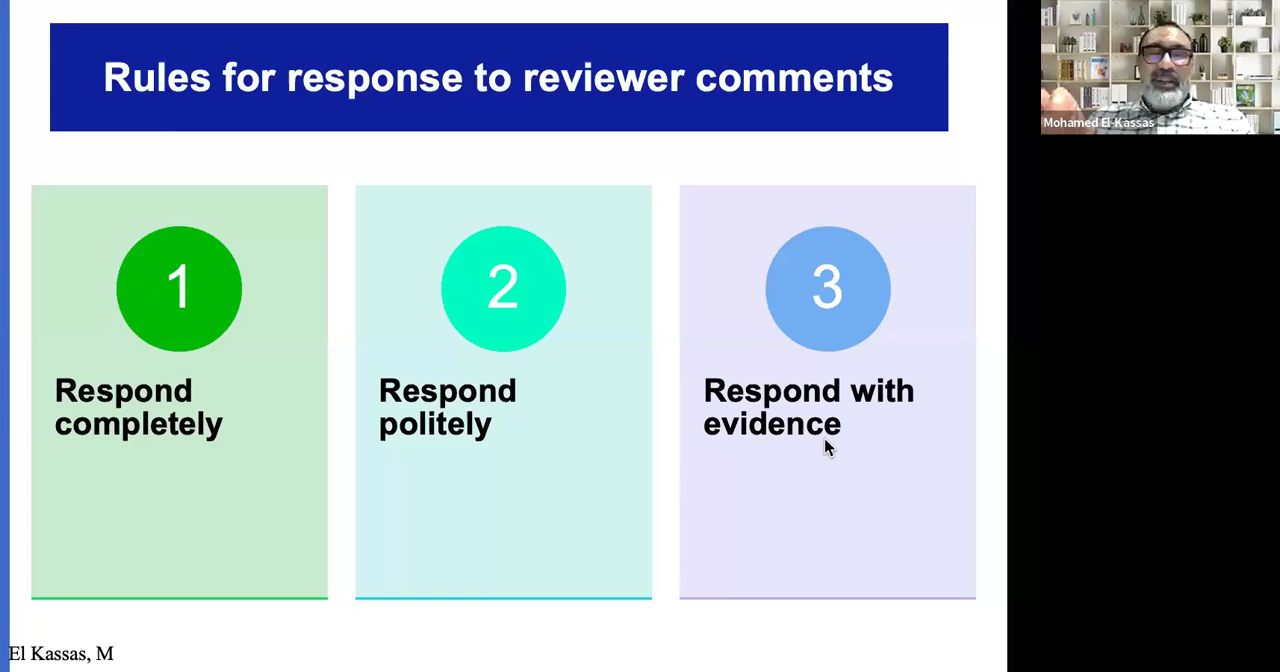 Rules for response to reviewer comments
Mohamed El-Kassas
1
2
3
Respond
completely
Respond
politely
Respond with
evidence
El Kassas, M